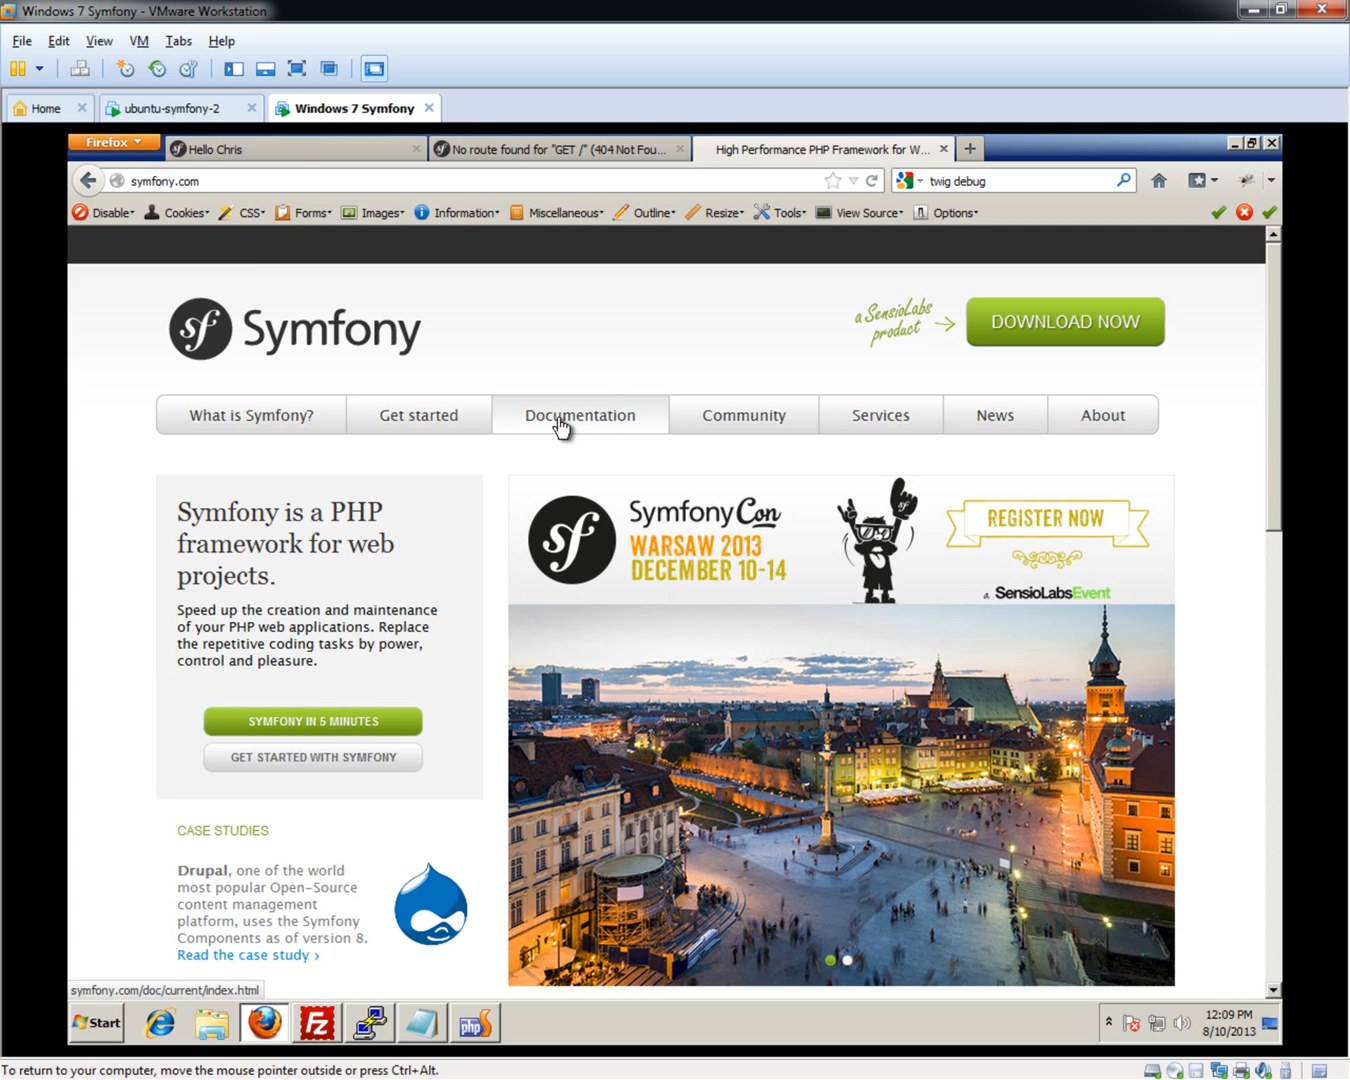 Windows 7 Symfony - VMware Workstation
File Edit View VM Tabs Help
Home ubuntu-symfony-2 Windows 7 Symfony
Firefox Hello Chris No route found for "GET /" (404 Not Fou... High Performance PHP Framework for W...
symfony.com twig debug
Disable Cookies CSS Forms Images Information Miscellaneous Outline Resize Tools View Source Options
sf Symfony
a SensioLabs
product
DOWNLOAD NOW
What is Symfony? Get started Documentation Community Services News About
Symfony is a PHP
framework for web
projects.
Speed up the creation and maintenance
of your PHP web applications. Replace
the repetitive coding tasks by power,
control and pleasure.
SYMFONY IN 5 MINUTES
GET STARTED WITH SYMFONY
CASE STUDIES
Drupal, one of the world
most popular Open-Source
content management
platform, uses the Symfony
Components as of version 8.
Read the case study ›
sf SymfonyCon
WARSAW 2013
DECEMBER 10-14
REGISTER NOW
a SensioLabsEvent
symfony.com/doc/current/index.html
Start Fz php
12:09 PM
8/10/2013
To return to your computer, move the mouse pointer outside or press Ctrl+Alt.